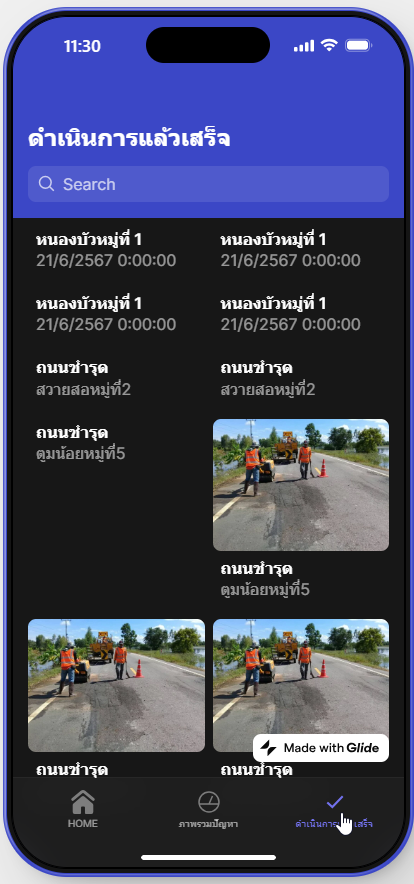 11:30
ดำเนินการแล้วเสร็จ
Search
หนองบัวหมู่ที่ 1
21/6/2567 0:00:00
หนองบัวหมู่ที่ 1
21/6/2567 0:00:00
หนองบัวหมู่ที่ 1
21/6/2567 0:00:00
หนองบัวหมู่ที่ 1
21/6/2567 0:00:00
ถนนชำรุด
สวายสอหมู่ที่2
ถนนชำรุด
สวายสอหมู่ที่2
ถนนชำรุด
ตูมน้อยหมู่ที่5
ถนนชำรุด
ตูมน้อยหมู่ที่5
ถนนชำรุด
ถนนชำรุด
Made with Glide
HOME
ภาพรวมปัญหา
ดำเนินการ